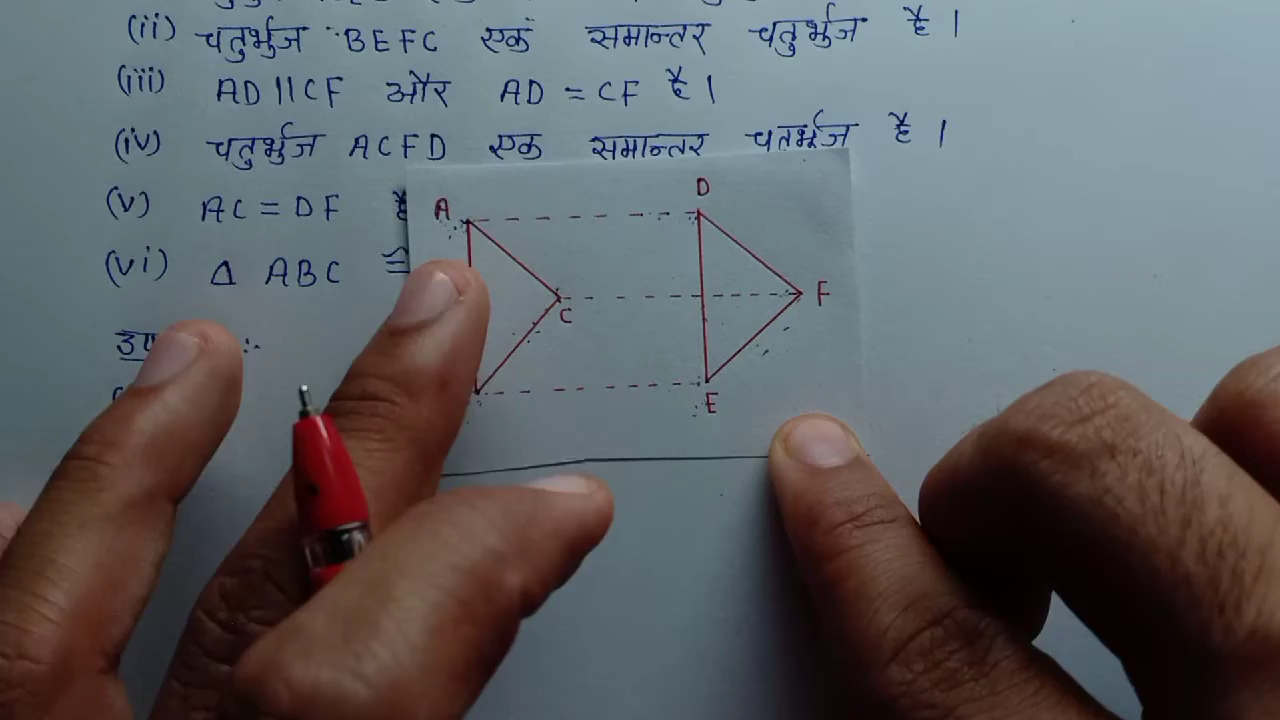 (ii) चतुर्भुज BEFC एक समान्तर चतुर्भुज है।
(iii) AD||CF और AD = CF है।
(iv) चतुर्भुज ACFD एक समान्तर चतुर्भुज है।
(v) AC = DF है
(vi) Δ ABC ≅
A D
C F
E